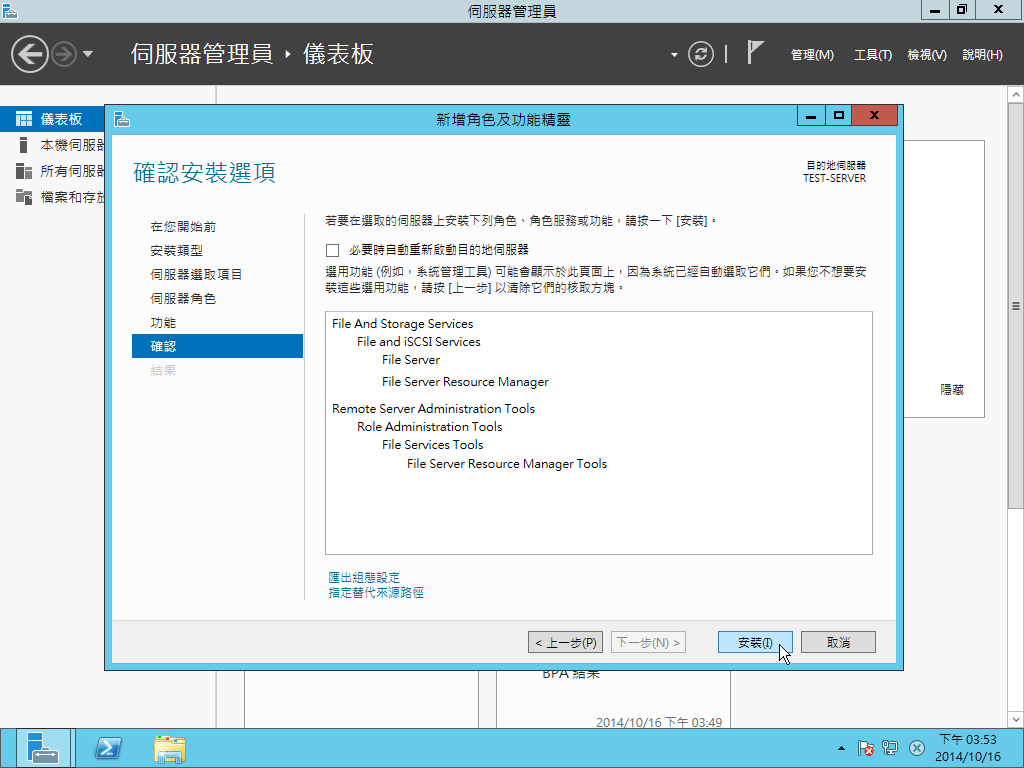 伺服器管理員
伺服器管理員 ‣ 儀表板
管理(M) 工具(T) 檢視(V) 說明(H)
儀表板
本機伺服器
所有伺服器
檔案和存放
新增角色及功能精靈
確認安裝選項
目的地伺服器
TEST-SERVER
在您開始前
安裝類型
伺服器選取項目
伺服器角色
功能
確認
結果
若要在選取的伺服器上安裝下列角色、角色服務或功能，請按一下 [安裝]。
必要時自動重新啟動目的地伺服器
選用功能 (例如，系統管理工具) 可能會顯示於此頁面上，因為系統已經自動選取它們。如果您不想要安
裝這些選用功能，請按 [上一步] 以清除它們的核取方塊。
File And Storage Services
File and iSCSI Services
File Server
File Server Resource Manager
Remote Server Administration Tools
Role Administration Tools
File Services Tools
File Server Resource Manager Tools
匯出組態設定
指定替代來源路徑
< 上一步(P) 下一步(N) > 安裝(I) 取消
隱藏
BPA 結果
2014/10/16 下午 03:49
下午 03:53
2014/10/16